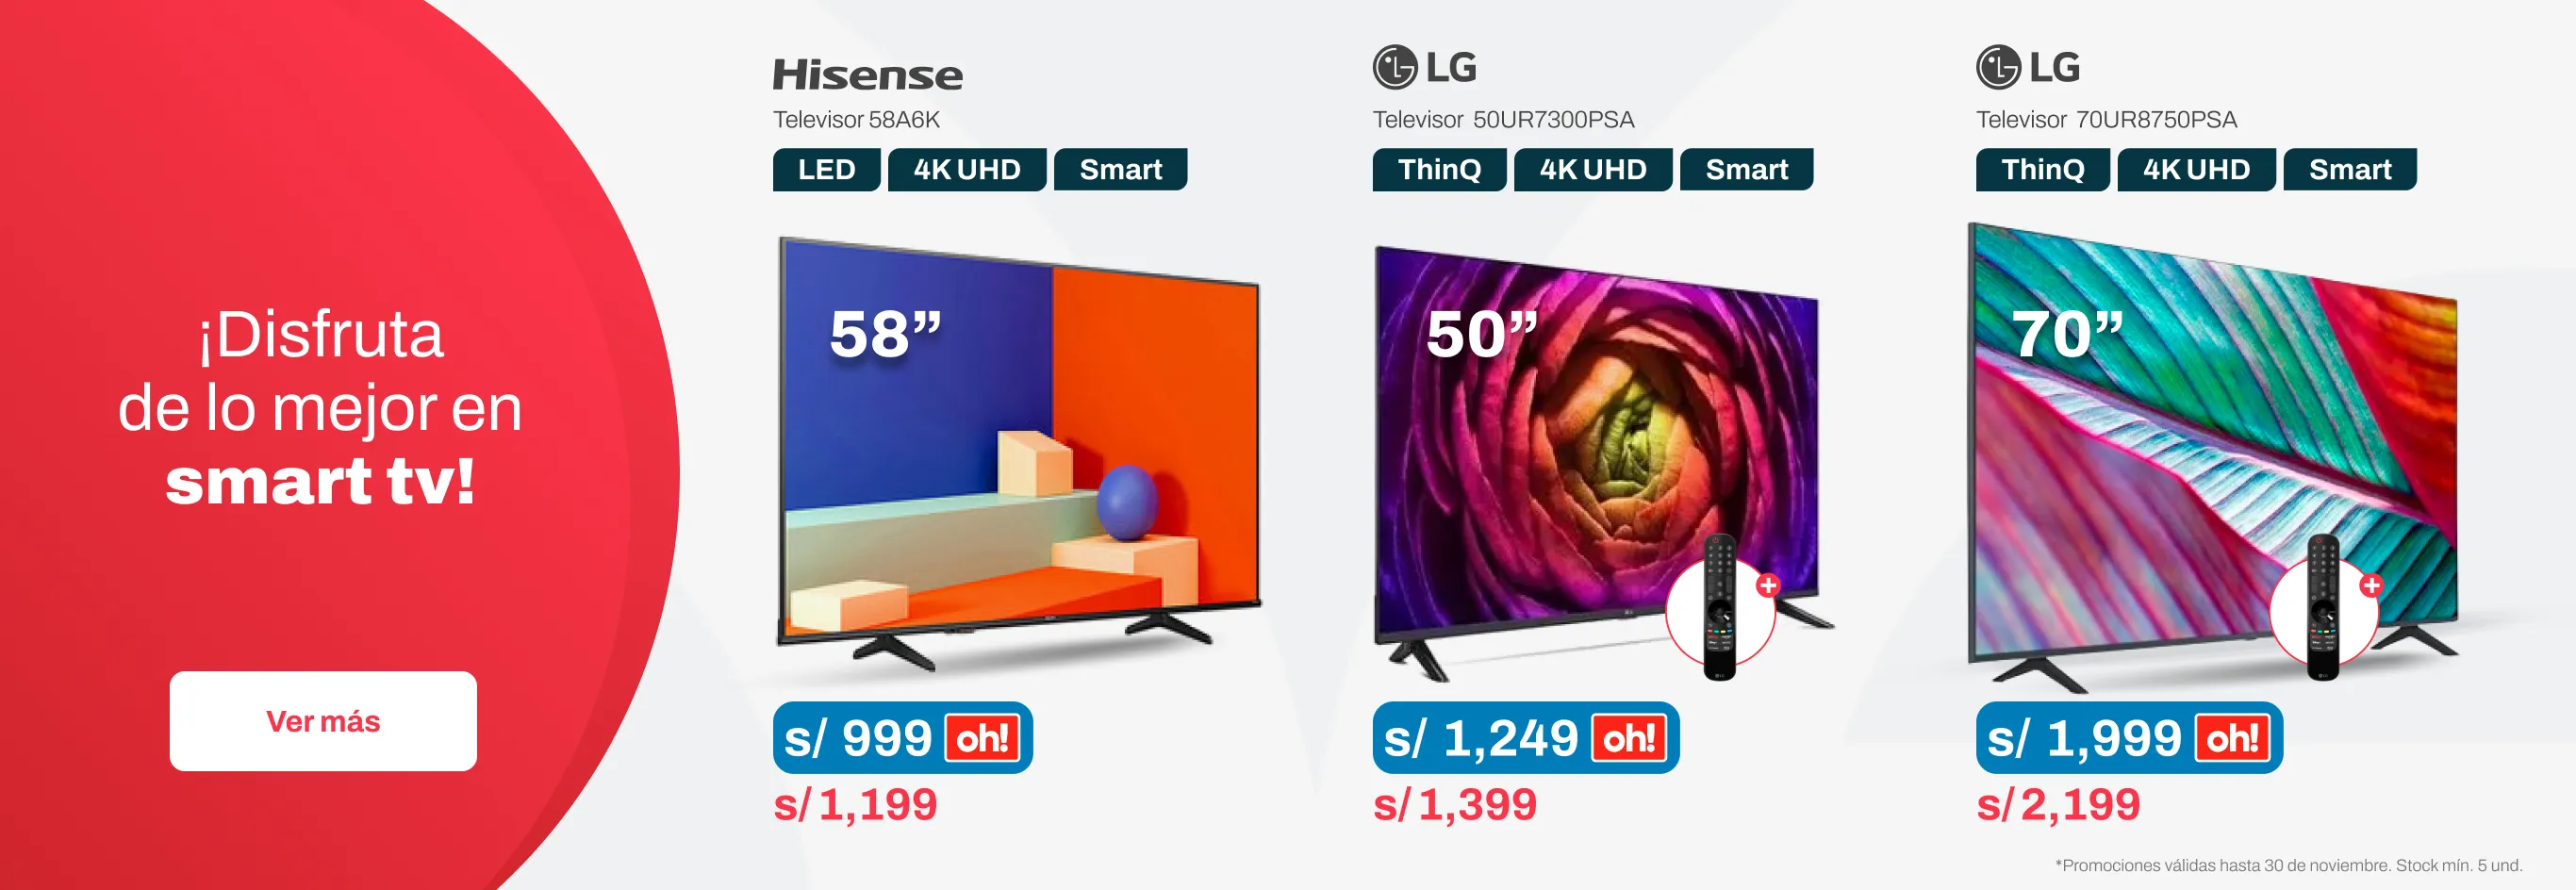 ¡Disfruta
de lo mejor en
smart tv!
Ver más
Hisense
Televisor 58A6K
LED 4K UHD Smart
58”
s/ 999 oh!
s/ 1,199
LG
Televisor 50UR7300PSA
ThinQ 4K UHD Smart
50”
s/ 1,249 oh!
s/ 1,399
LG
Televisor 70UR8750PSA
ThinQ 4K UHD Smart
70”
s/ 1,999 oh!
s/ 2,199
*Promociones válidas hasta 30 de noviembre. Stock mín. 5 und.